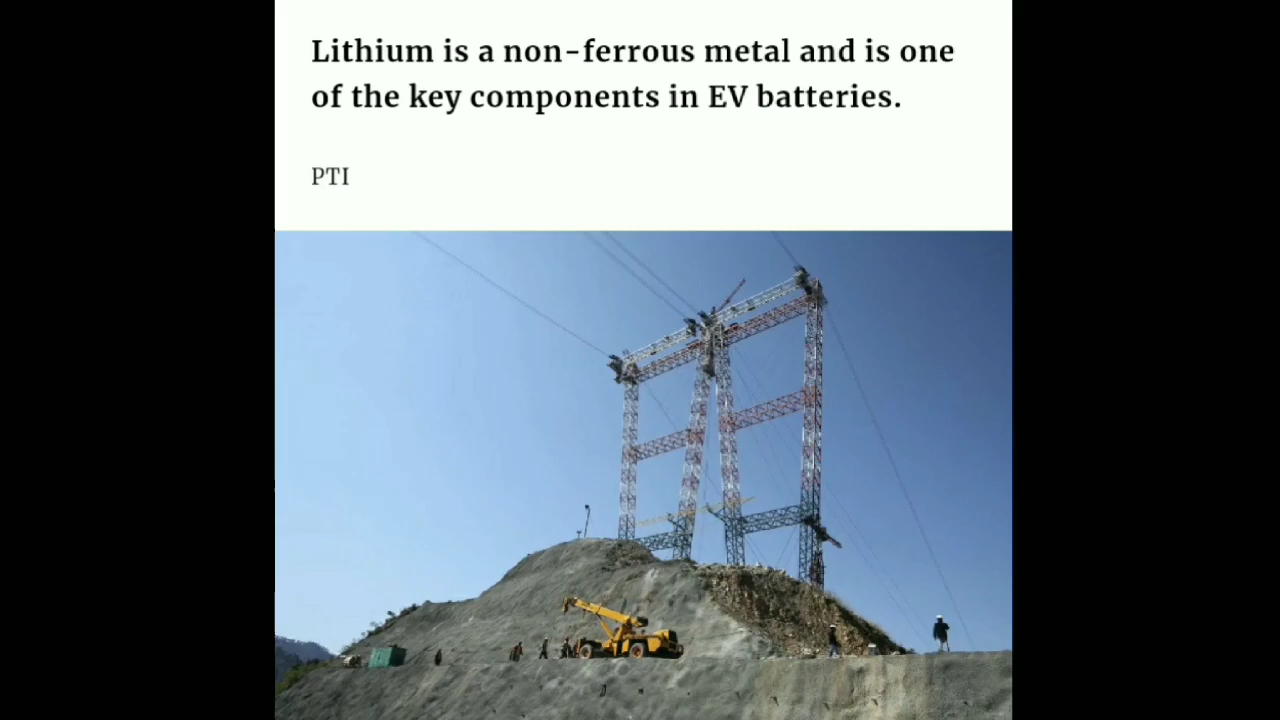 Lithium is a non-ferrous metal and is one
of the key components in EV batteries.
PTI